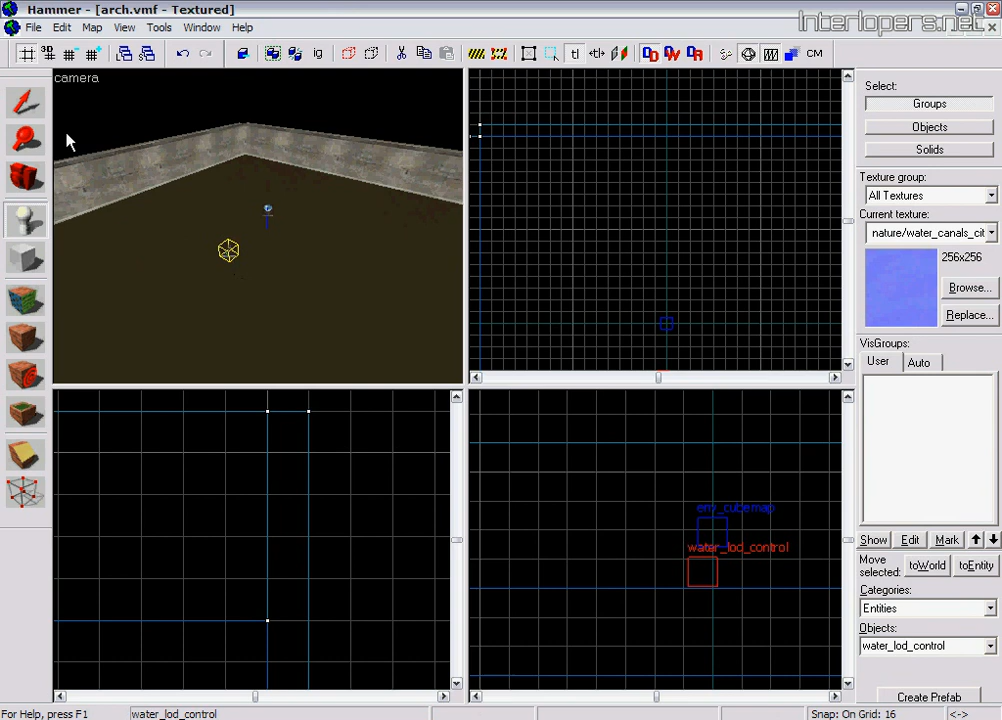 Hammer - [arch.vmf - Textured]
Interlopers.net
File Edit Map View Tools Window Help
3D
ig
tl
CM
camera
env_cubemap
water_lod_control
Select:
Groups
Objects
Solids
Texture group:
All Textures
Current texture:
nature/water_canals_cit
256x256
Browse...
Replace...
VisGroups:
User Auto
Show Edit Mark
Move selected:
toWorld toEntity
Categories:
Entities
Objects:
water_lod_control
Create Prefab
For Help, press F1 water_lod_control Snap: On Grid: 16 <->